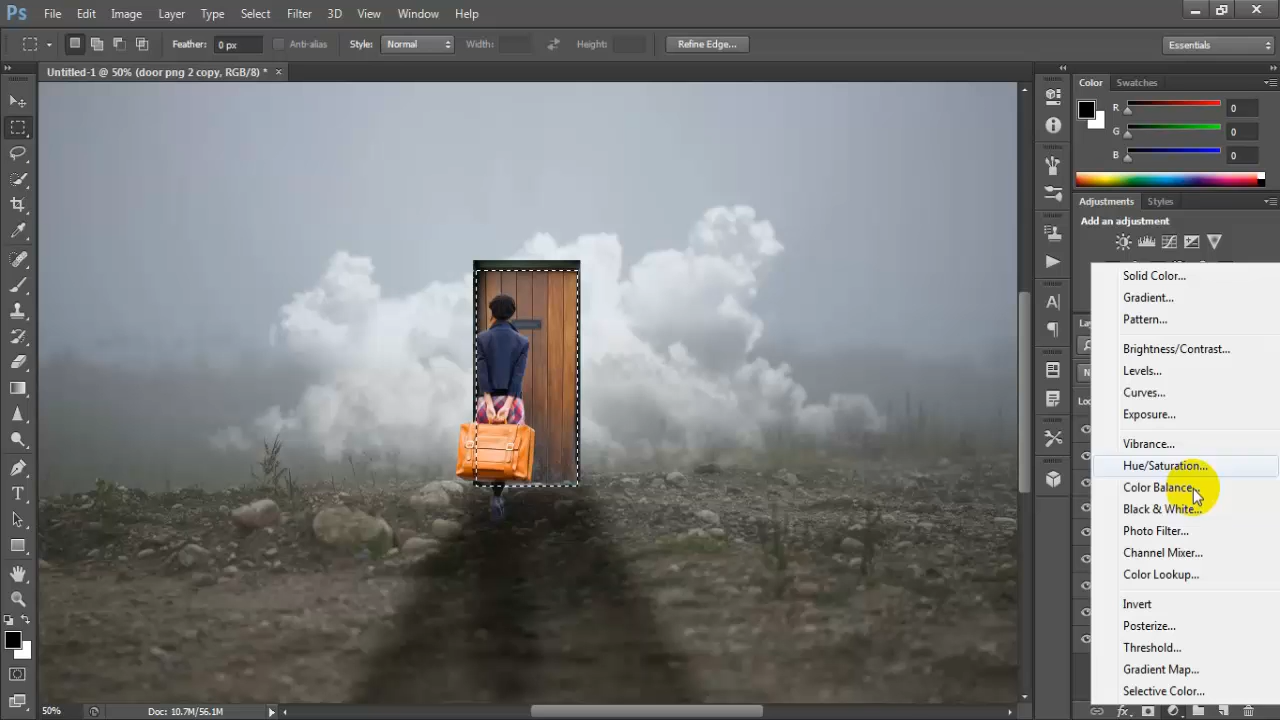 Ps File Edit Image Layer Type Select Filter 3D View Window Help
Feather: 0 px Anti-alias Style: Normal Width: Height: Refine Edge... Essentials
Untitled-1 @ 50% (door png 2 copy, RGB/8) * ×
Color Swatches
R 0
G 0
B 0
Adjustments Styles
Add an adjustment
Solid Color...
Gradient...
Pattern...
Brightness/Contrast...
Levels...
Curves...
Exposure...
Vibrance...
Hue/Saturation...
Color Balance...
Black & White...
Photo Filter...
Channel Mixer...
Color Lookup...
Invert
Posterize...
Threshold...
Gradient Map...
Selective Color...
50% Doc: 10.7M/56.1M